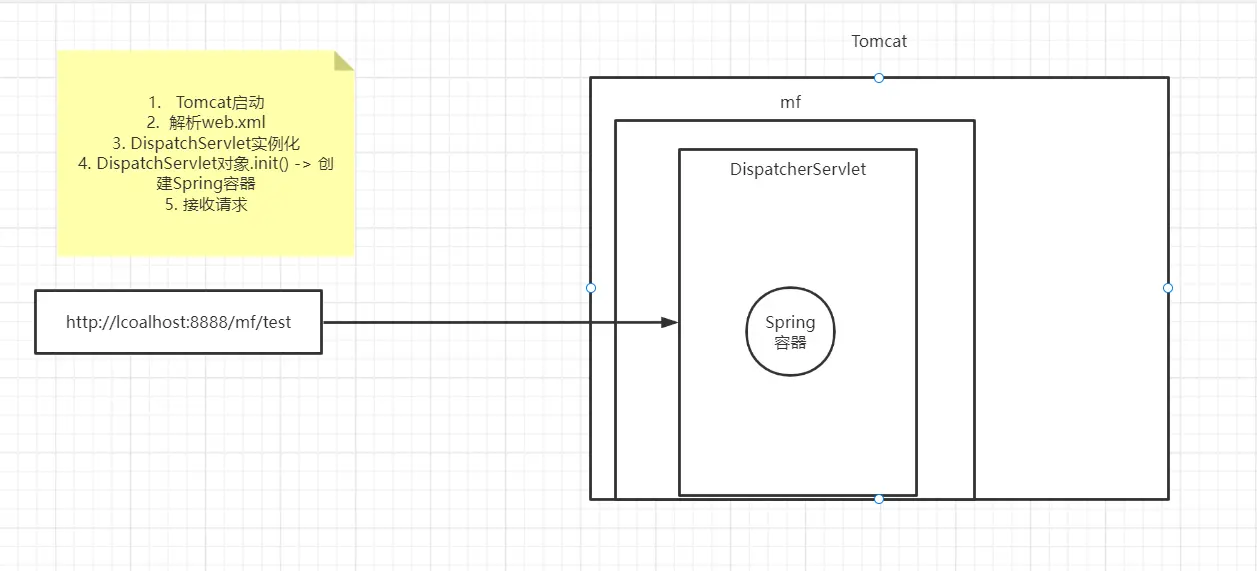 1. Tomcat启动
2. 解析web.xml
3. DispatchServlet实例化
4. DispatchServlet对象.init() -> 创
建Spring容器
5. 接收请求
http://lcoalhost:8888/mf/test
Tomcat
mf
DispatcherServlet
Spring
容器